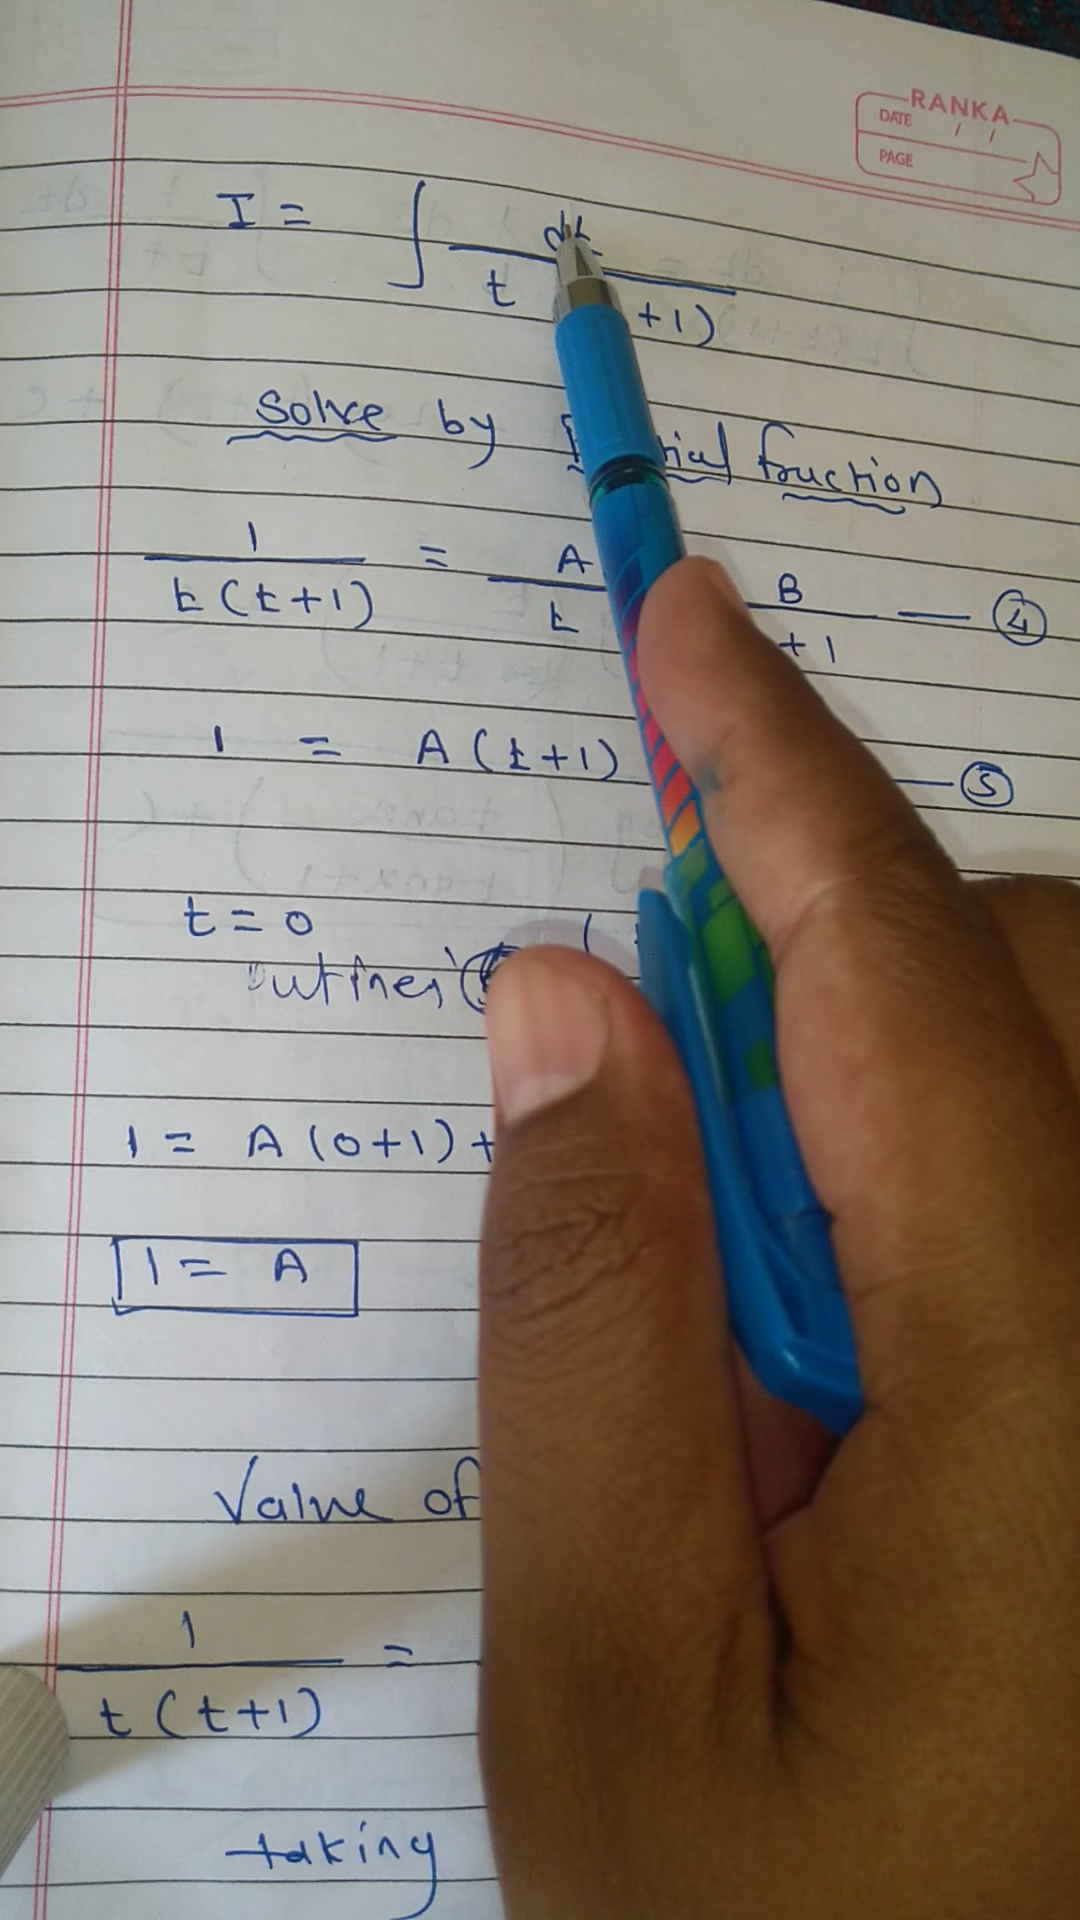 RANKA
DATE / /
PAGE
I = ∫ dt
t +1)
Solve by fraction
1 = A B — ④
t(t+1) t +1
1 = A(t+1) — ⑤
t = 0
1 = A(0+1) +
1 = A
Value of
1 =
t(t+1)
taking